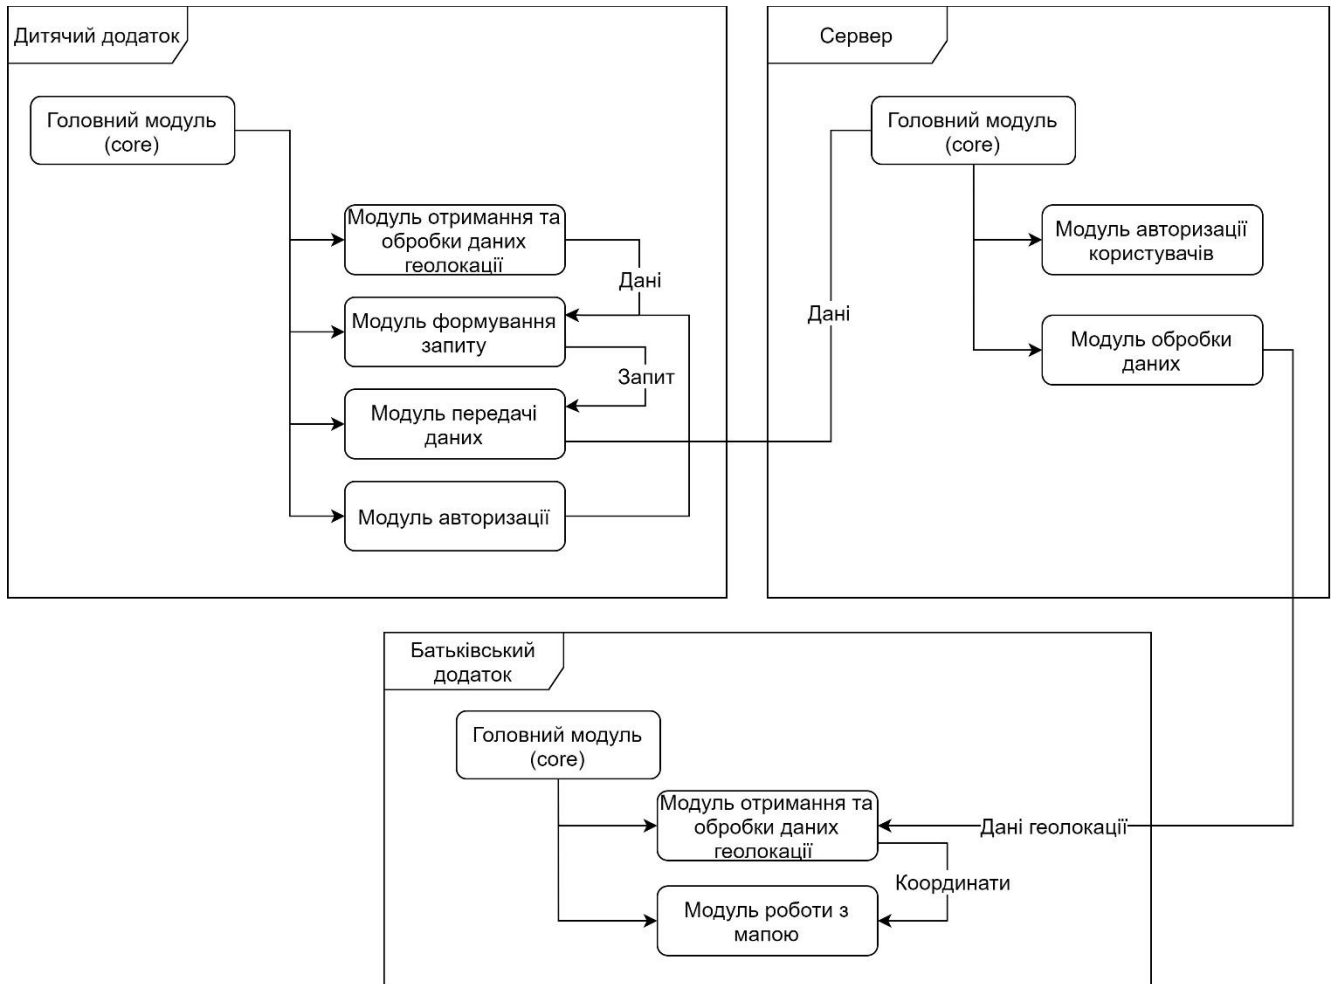 Дитячий додаток
Головний модуль
(core)
Модуль отримання та
обробки даних
геолокації
Дані
Модуль формування
запиту
Запит
Модуль передачі
даних
Модуль авторизації
Дані
Сервер
Головний модуль
(core)
Модуль авторизації
користувачів
Модуль обробки
даних
Батьківський
додаток
Головний модуль
(core)
Модуль отримання та
обробки даних
геолокації
Дані геолокації
Координати
Модуль роботи з
мапою